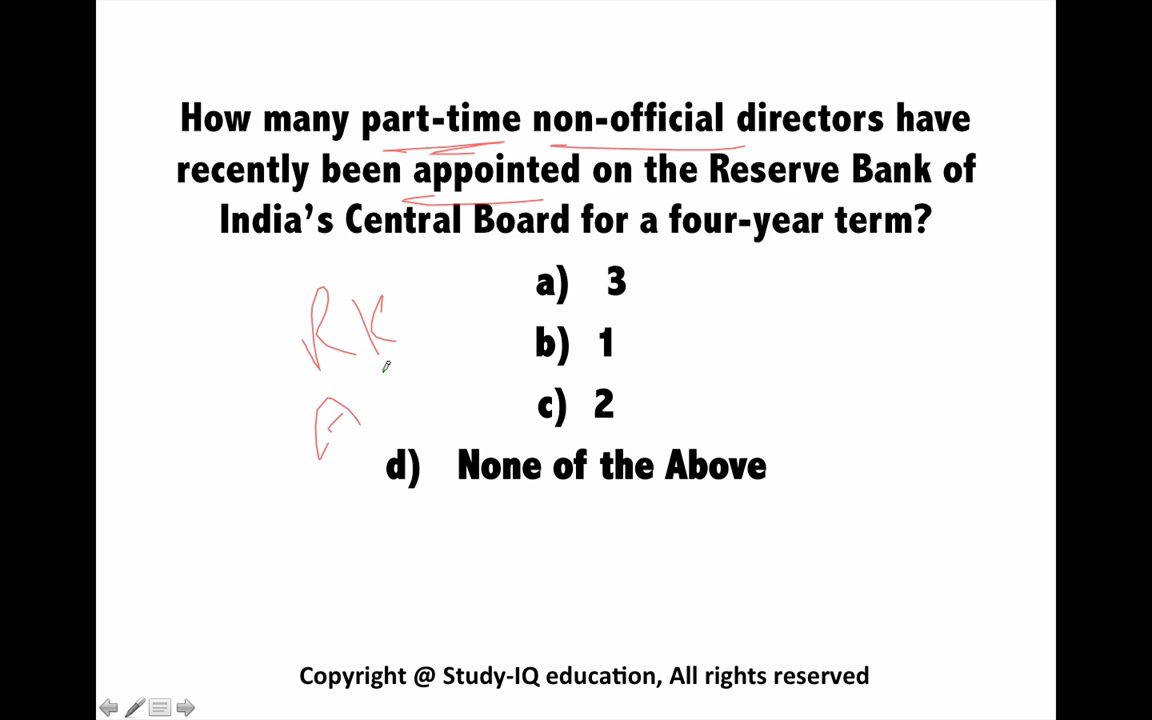 How many part-time non-official directors have
recently been appointed on the Reserve Bank of
India's Central Board for a four-year term?
a) 3
RK
b) 1
c) 2
d) None of the Above
Copyright @ Study-IQ education, All rights reserved